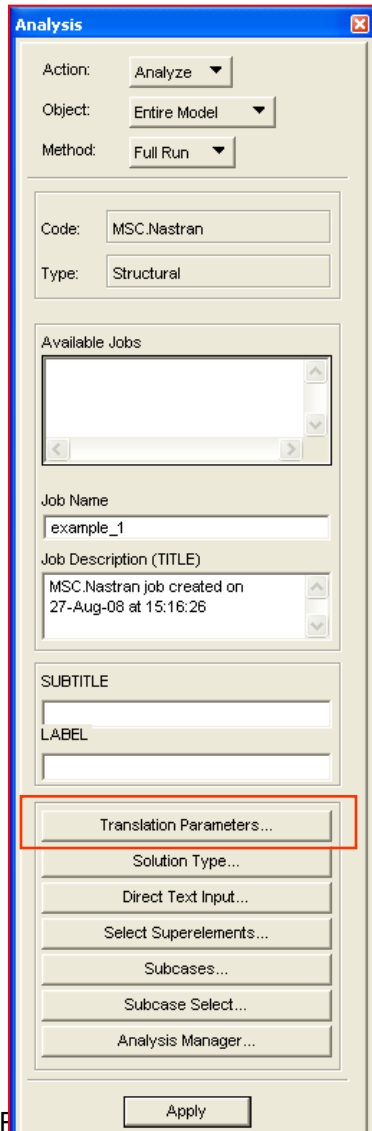 Analysis
Action: Analyze
Object: Entire Model
Method: Full Run
Code: MSC.Nastran
Type: Structural
Available Jobs
Job Name
example_1
Job Description (TITLE)
MSC.Nastran job created on
27-Aug-08 at 15:16:26
SUBTITLE
LABEL
Translation Parameters...
Solution Type...
Direct Text Input...
Select Superelements...
Subcases...
Subcase Select...
Analysis Manager...
Apply